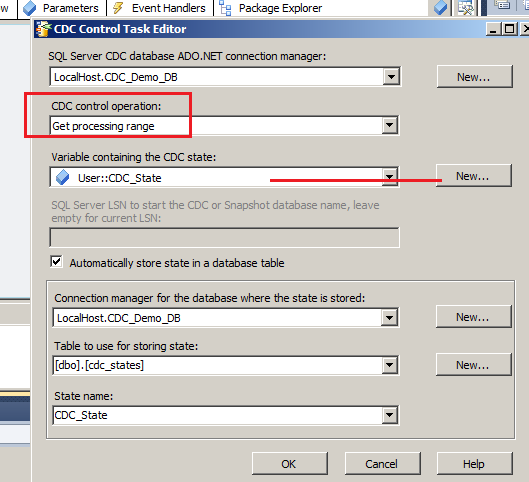 w Parameters Event Handlers Package Explorer
CDC Control Task Editor
SQL Server CDC database ADO.NET connection manager:
LocalHost.CDC_Demo_DB New...
CDC control operation:
Get processing range
Variable containing the CDC state:
User::CDC_State New...
SQL Server LSN to start the CDC or Snapshot database name, leave
empty for current LSN:
Automatically store state in a database table
Connection manager for the database where the state is stored:
LocalHost.CDC_Demo_DB New...
Table to use for storing state:
[dbo].[cdc_states] New...
State name:
CDC_State
OK Cancel Help